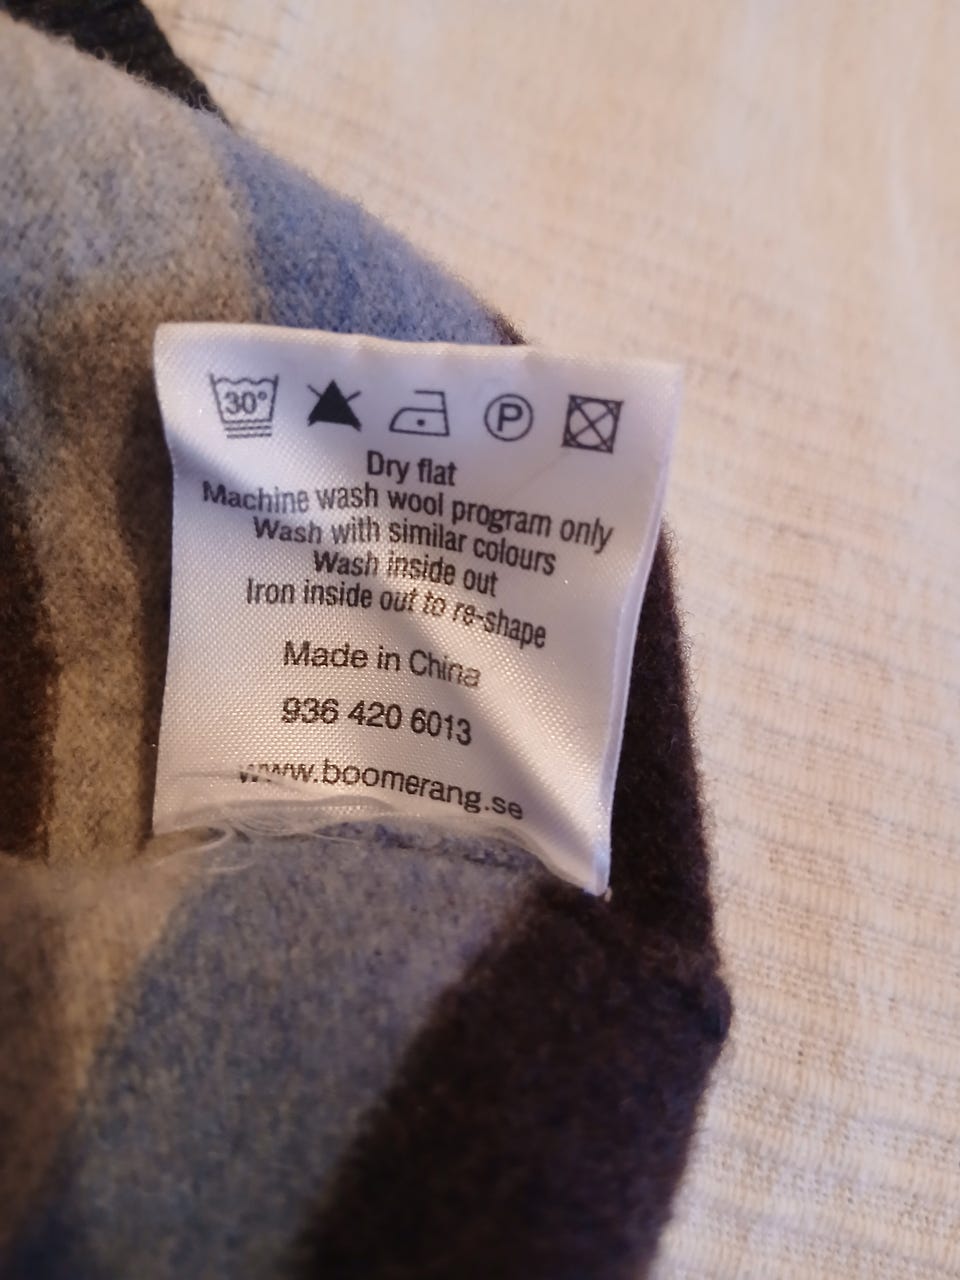 30°
P
Dry flat
Machine wash wool program only
Wash with similar colours
Wash inside out
Iron inside out to re-shape
Made in China
936 420 6013
www.boomerang.se